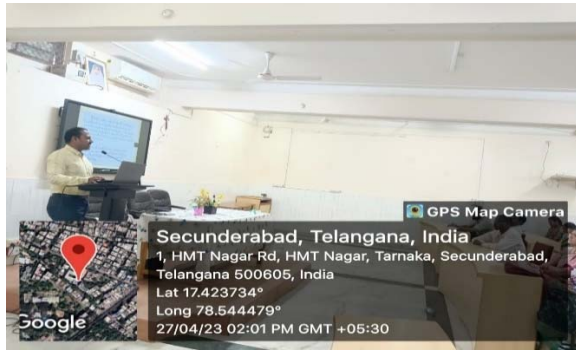 GPS Map Camera
Secunderabad, Telangana, India
1, HMT Nagar Rd, HMT Nagar, Tarnaka, Secunderabad,
Telangana 500605, India
Lat 17.423734°
Long 78.544479°
27/04/23 02:01 PM GMT +05:30
Google